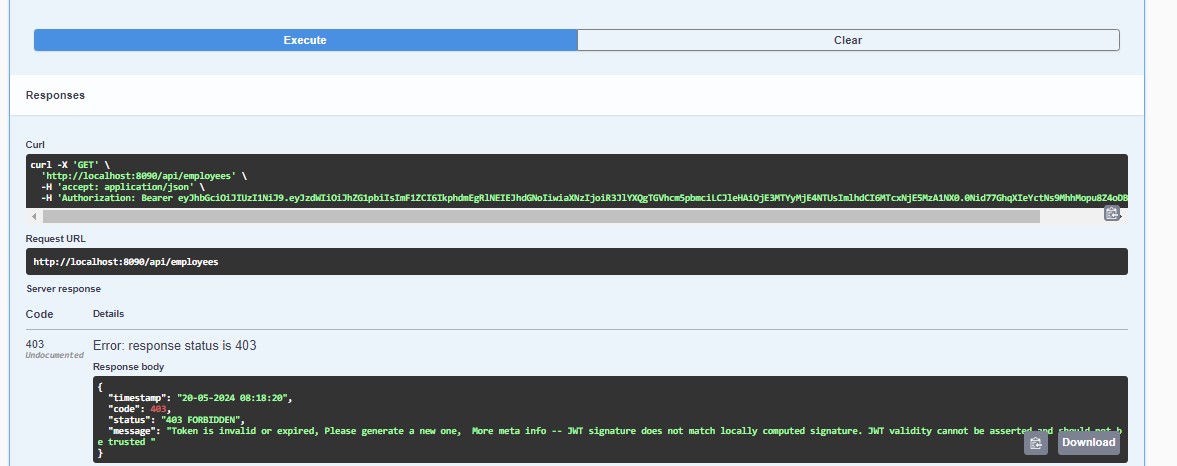 Execute
Clear
Responses
Curl
curl -X 'GET' \
'http://localhost:8090/api/employees' \
-H 'accept: application/json' \
-H 'Authorization: Bearer
Request URL
http://localhost:8090/api/employees
Server response
Code Details
403 Error: response status is 403
Undocumented
Response body
{
"timestamp": "20-05-2024 08:18:20",
"code": 403,
"status": "403 FORBIDDEN",
"message": "Token is invalid or expired, Please generate a new one,  More meta info -- JWT signature does not match locally computed signature. JWT validity cannot be asserted and should not b
e trusted "
}
Download